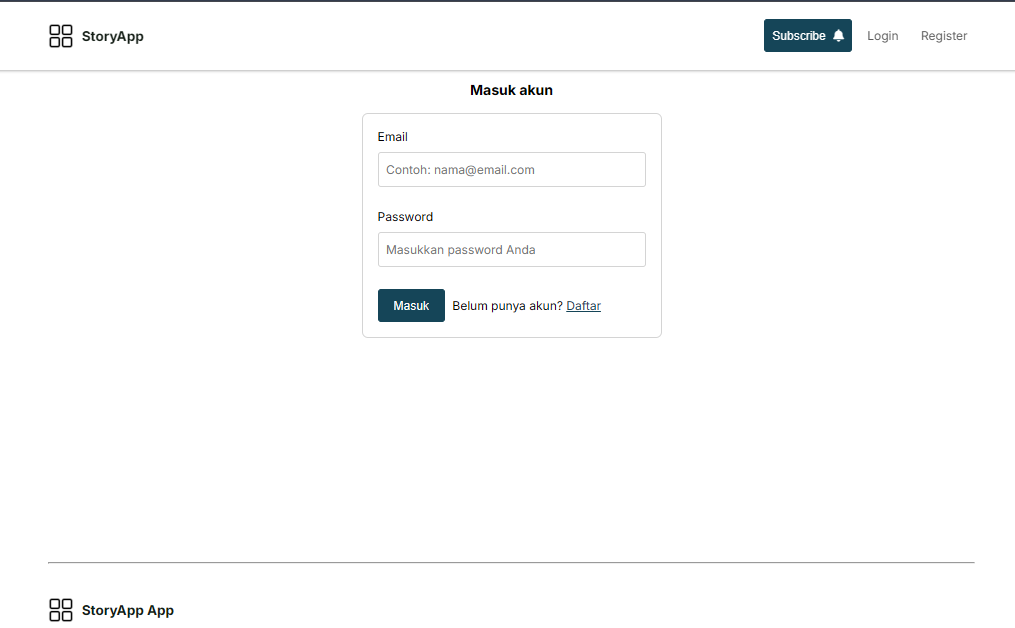 StoryApp
Subscribe
Login
Register
Masuk akun
Email
Contoh: nama@email.com
Password
Masukkan password Anda
Masuk
Belum punya akun? Daftar
StoryApp App